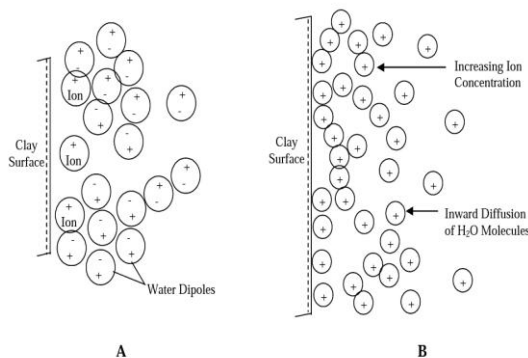 Ion
Clay
Surface
Ion
Ion
Water Dipoles
A
Increasing Ion
Concentration
Clay
Surface
Inward Diffusion
of H₂O Molecules
B